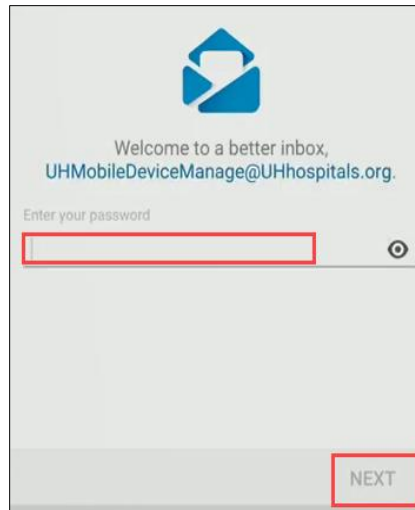 Welcome to a better inbox,
UHMobileDeviceManage@UHhospitals.org.
Enter your password
NEXT